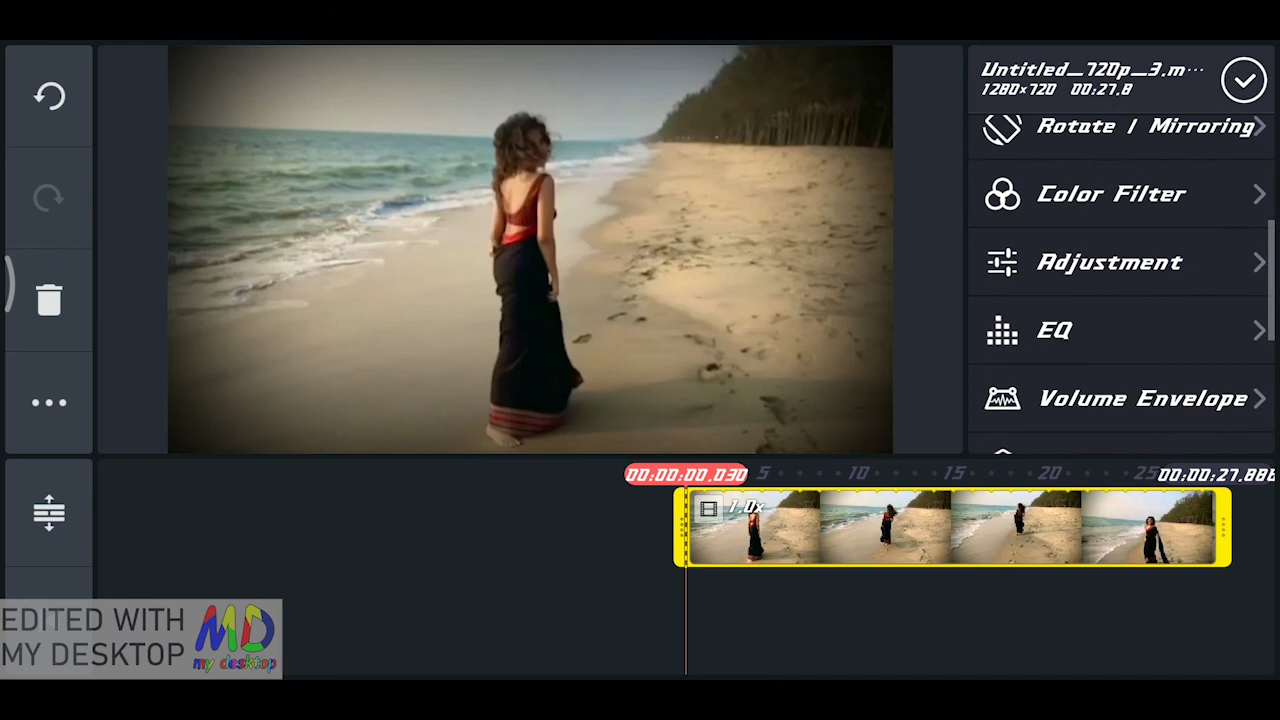 Untitled_720p_3.m...
1280×720 00:27.8
Rotate / Mirroring
Color Filter
Adjustment
EQ
Volume Envelope
00:00:00.030 5 10 15 20 25 00:00:27.888
1.0x
EDITED WITH
MY DESKTOP
MD
my desktop